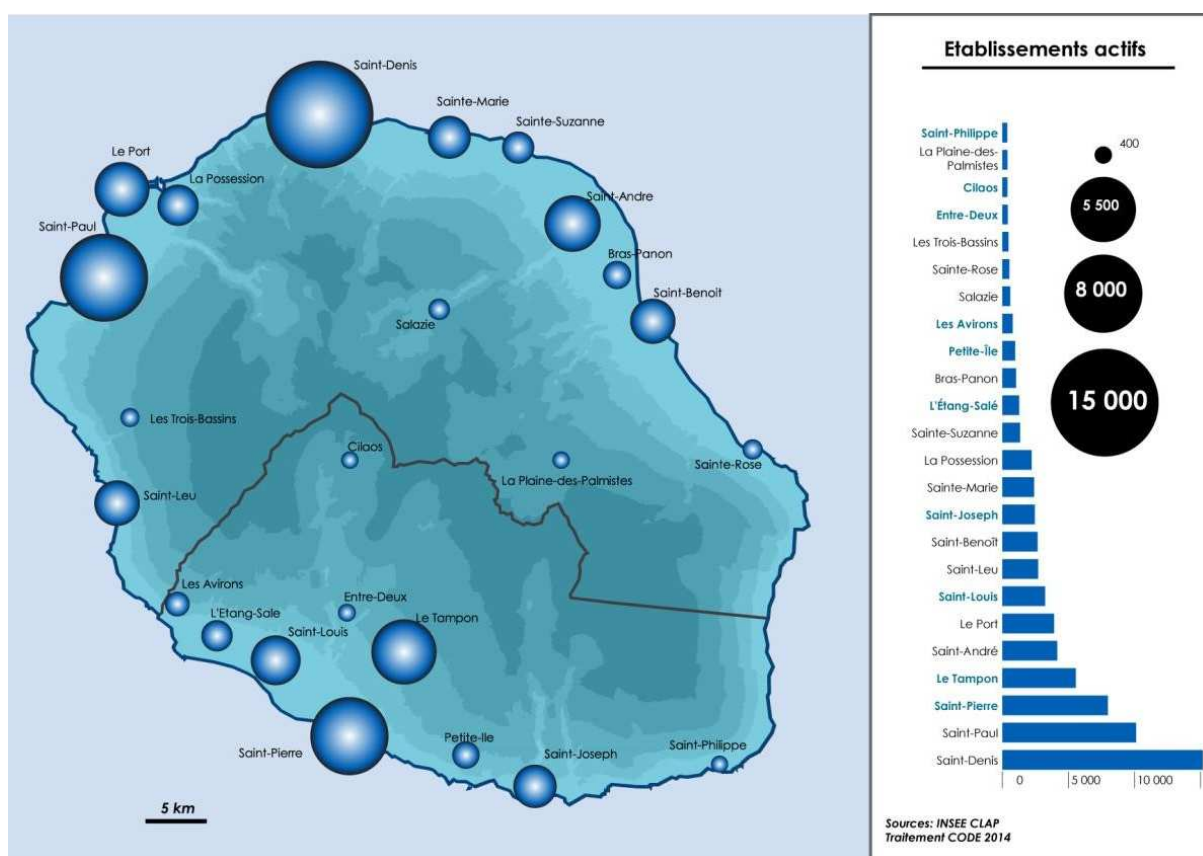 Saint-Denis
Sainte-Marie
Sainte-Suzanne
Le Port
La Possession
Saint-Andre
Saint-Paul
Bras-Panon
Saint-Benoit
Salazie
Les Trois-Bassins
Cilaos
Sainte-Rose
La Plaine-des-Palmistes
Saint-Leu
Les Avirons
Entre-Deux
L'Etang-Sale
Le Tampon
Saint-Louis
Petite-Ile
Saint-Pierre
Saint-Joseph
Saint-Philippe
5 km
Etablissements actifs
Saint-Philippe
La Plaine-des-
Palmistes
Cilaos
Entre-Deux
Les Trois-Bassins
Sainte-Rose
Salazie
Les Avirons
Petite-Île
Bras-Panon
L'Étang-Salé
Sainte-Suzanne
La Possession
Sainte-Marie
Saint-Joseph
Saint-Benoît
Saint-Leu
Saint-Louis
Le Port
Saint-André
Le Tampon
Saint-Pierre
Saint-Paul
Saint-Denis
0 5 000 10 000
400
5 500
8 000
15 000
Sources: INSEE CLAP
Traitement CODE 2014